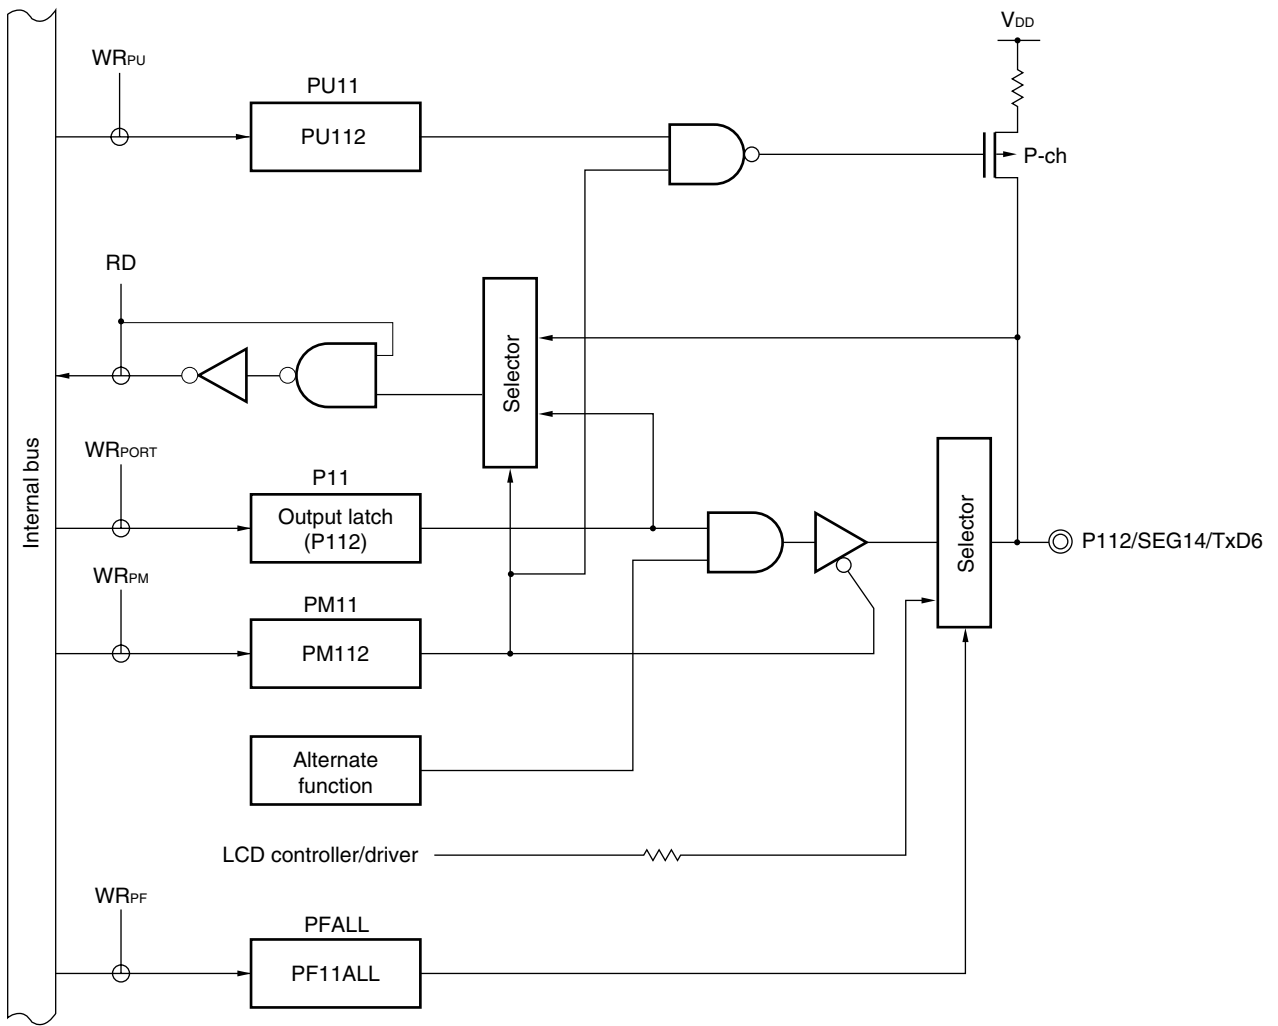 VDD
WRPU
PU11
PU112
P-ch
RD
Selector
WRPORT
P11
Output latch
(P112)
Internal bus
Selector
P112/SEG14/TxD6
WRPM
PM11
PM112
Alternate
function
LCD controller/driver
WRPF
PFALL
PF11ALL